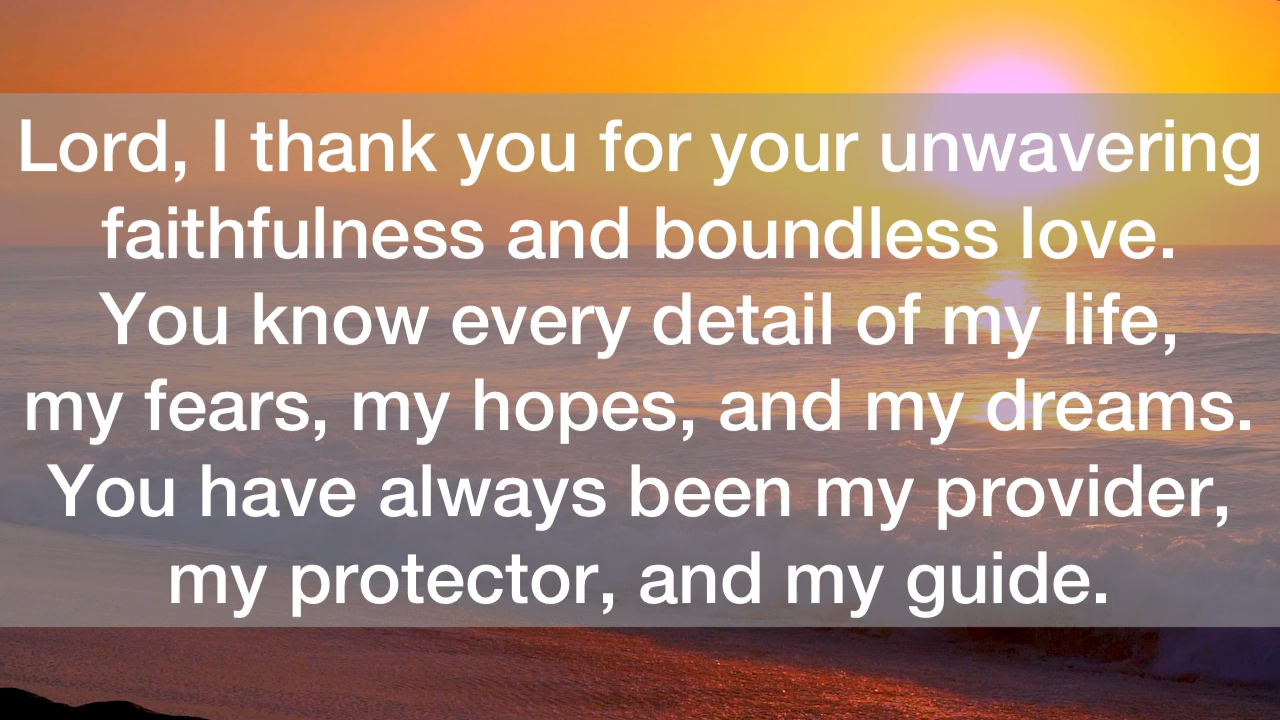 Lord, I thank you for your unwavering
faithfulness and boundless love.
You know every detail of my life,
my fears, my hopes, and my dreams.
You have always been my provider,
my protector, and my guide.